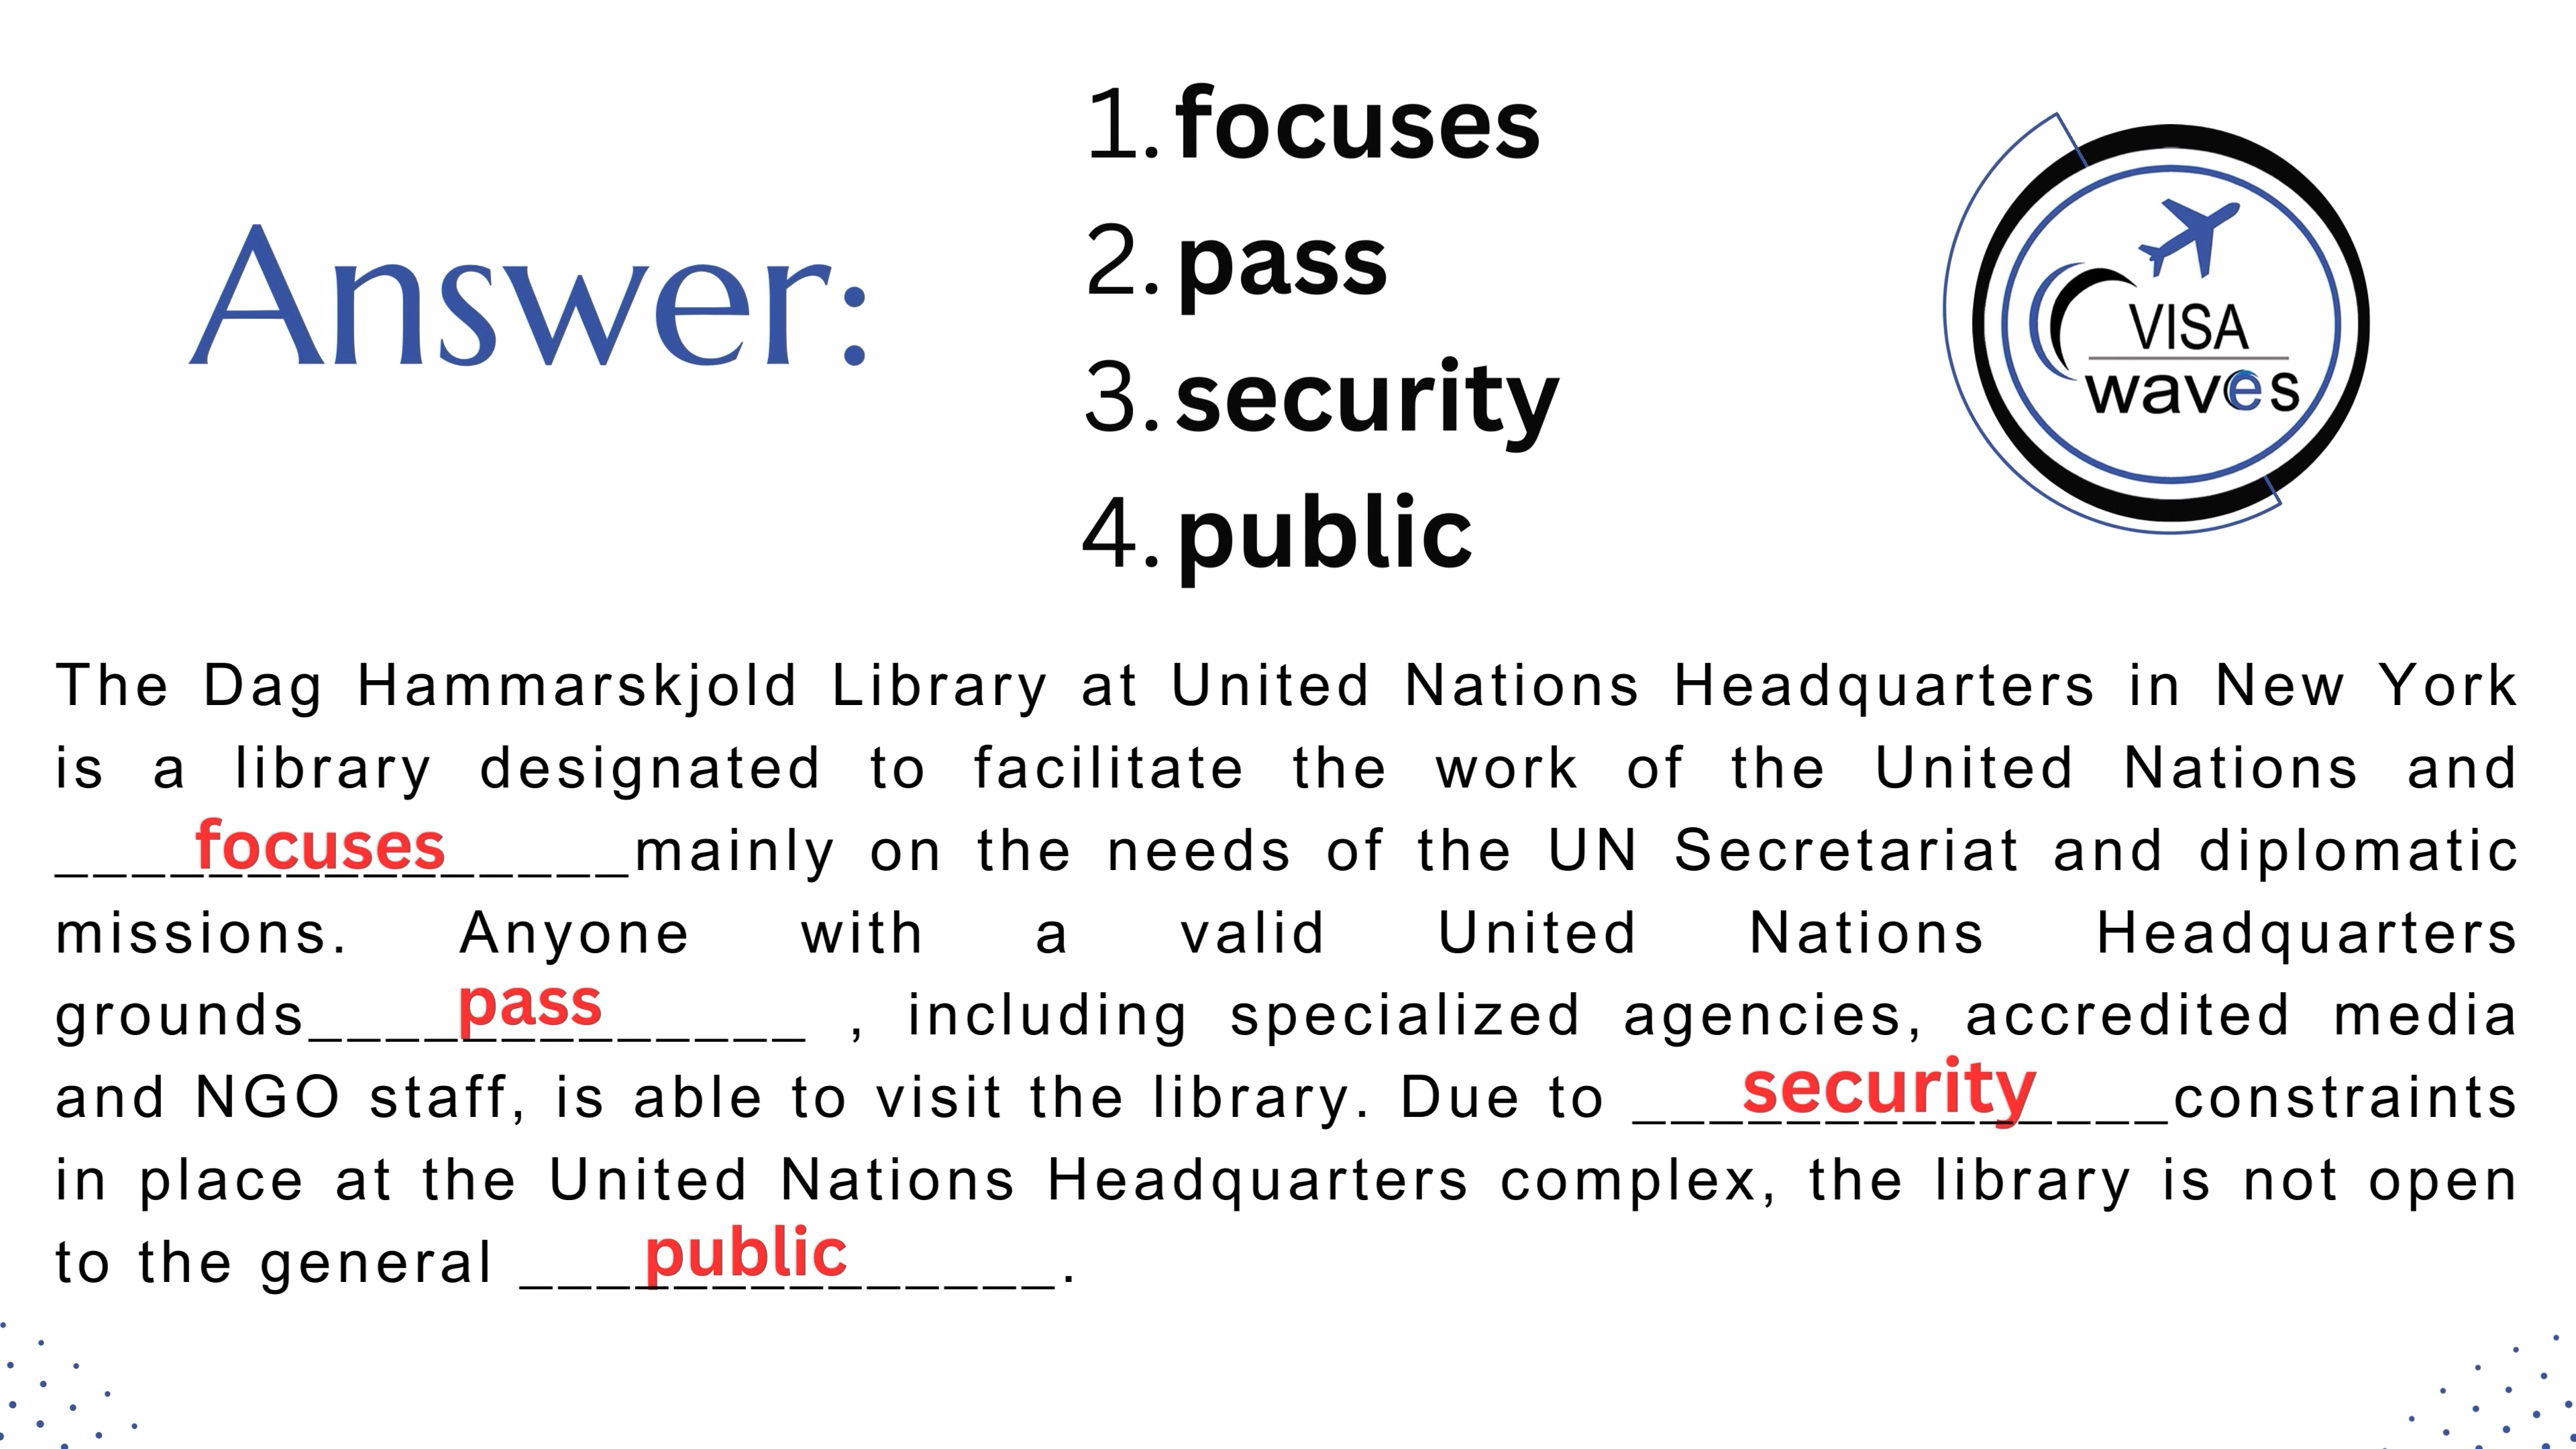 Answer:
1. focuses
2. pass
3. security
4. public
VISA
waves
The Dag Hammarskjold Library at United Nations Headquarters in New York
is a library designated to facilitate the work of the United Nations and
_______focuses_______mainly on the needs of the UN Secretariat and diplomatic
missions. Anyone with a valid United Nations Headquarters
grounds____pass_____ , including specialized agencies, accredited media
and NGO staff, is able to visit the library. Due to ___security____constraints
in place at the United Nations Headquarters complex, the library is not open
to the general ____public_____.